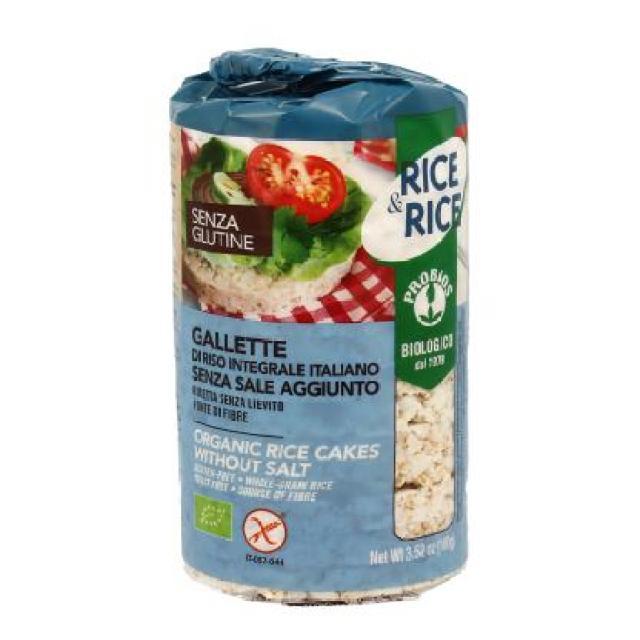 RICE
& RICE
SENZA
GLUTINE
PROBIOS
BIOLOGICO
dal 1978
GALLETTE
DI RISO INTEGRALE ITALIANO
SENZA SALE AGGIUNTO
RICETTA SENZA LIEVITO
FONTE DI FIBRE
ORGANIC RICE CAKES
WITHOUT SALT
GLUTEN-FREE • WHOLE-GRAIN RICE
YEAST FREE • SOURCE OF FIBRE
Net Wt 3.52 oz (100g)